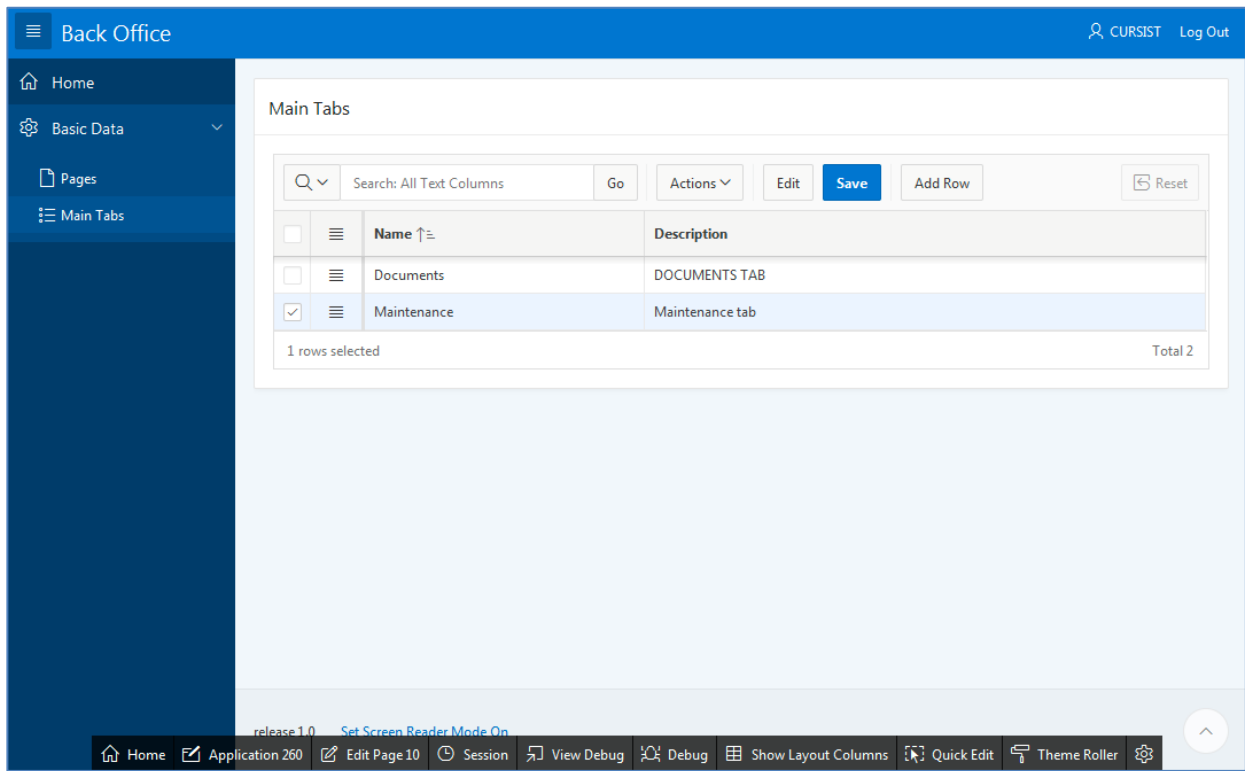 Back Office
CURSIST Log Out
Home
Basic Data
Pages
Main Tabs
Main Tabs
Search: All Text Columns Go Actions Edit Save Add Row Reset
Name Description
Documents DOCUMENTS TAB
Maintenance Maintenance tab
1 rows selected Total 2
release 1.0 Set Screen Reader Mode On
Home Application 260 Edit Page 10 Session View Debug Debug Show Layout Columns Quick Edit Theme Roller